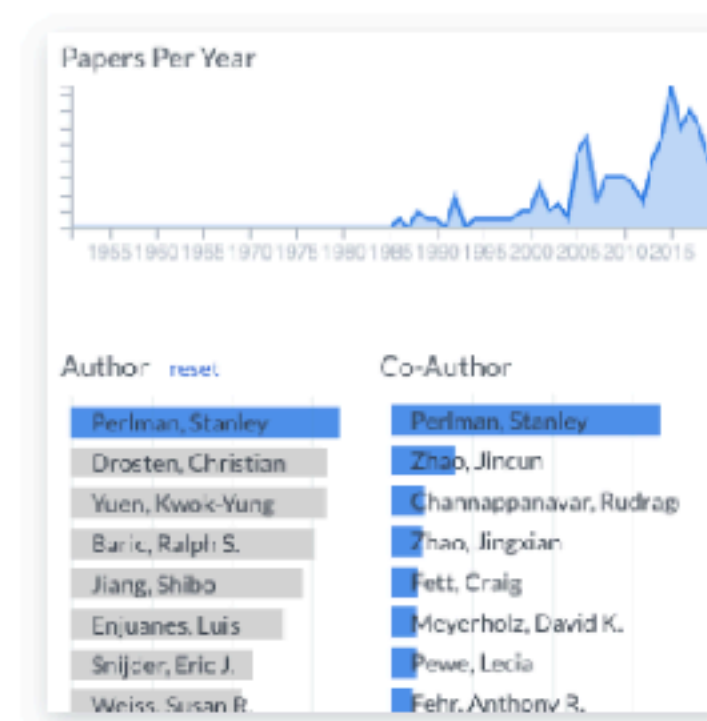 Papers Per Year
1955 1960 1965 1970 1975 1980 1985 1990 1995 2000 2005 2010 2015
Author reset
Perlman, Stanley
Drosten, Christian
Yuen, Kwok-Yung
Baric, Ralph S.
Jiang, Shibo
Enjuanes, Luis
Snijder, Eric J.
Weiss, Susan R.
Co-Author
Perlman, Stanley
Zhao, Jincun
Channappanavar, Rudrag
Zhao, Jingxian
Fett, Craig
Meyerholz, David K.
Pewe, Lecia
Fehr, Anthony R.